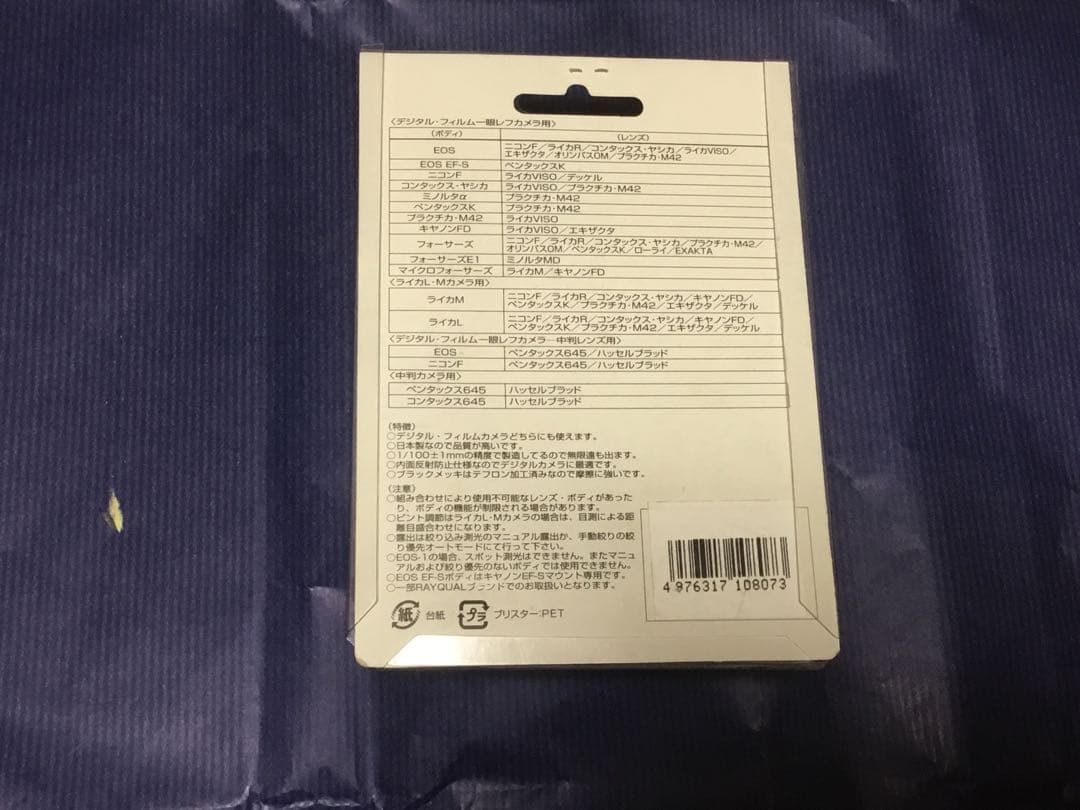 〈デジタル・フィルム一眼レフカメラ用〉
（ボディ） （レンズ）
EOS ニコンF／ライカR／コンタックス・ヤシカ／ライカVISO／
エキザクタ／オリンパスOM／プラクチカ・M42
EOS EF-S ペンタックスK
ニコンF ライカVISO／デッケル
コンタックス・ヤシカ ライカVISO／プラクチカ・M42
ミノルタα プラクチカ・M42
ペンタックスK プラクチカ・M42
プラクチカ・M42 ライカVISO
キヤノンFD ライカVISO／エキザクタ
フォーサーズ ニコンF／ライカR／コンタックス・ヤシカ／プラクチカ・M42／
オリンパスOM／ペンタックスK／ローライ／EXAKTA
フォーサーズE1 ミノルタMD
マイクロフォーサーズ ライカM／キヤノンFD
〈ライカL・Mカメラ用〉
ライカM ニコンF／ライカR／コンタックス・ヤシカ／キヤノンFD／
ペンタックスK／プラクチカ・M42／エキザクタ／デッケル
ライカL ニコンF／ライカR／コンタックス・ヤシカ／キヤノンFD／
ペンタックスK／プラクチカ・M42／エキザクタ／デッケル
〈デジタル・フィルム一眼レフカメラ―中判レンズ用〉
EOS ペンタックス645／ハッセルブラッド
ニコンF ペンタックス645／ハッセルブラッド
〈中判カメラ用〉
ペンタックス645 ハッセルブラッド
コンタックス645 ハッセルブラッド
（特徴）
○デジタル・フィルムカメラどちらにも使えます。
○日本製なので品質が高いです。
○1/100±1mmの精度で製造してるので無限遠も出ます。
○内面反射防止仕様なのでデジタルカメラに最適です。
○ブラックメッキはテフロン加工済みなので摩擦に強いです。
（注意）
○組み合わせにより使用不可能なレンズ・ボディがあった
り、ボディの機能が制限される場合があります。
○ピント調節はライカL・Mカメラの場合は、目測による距
離目盛合わせになります。
○露出は絞り込み測光のマニュアル露出か、手動絞りの絞
り優先オートモードにて行って下さい。
○EOS-1の場合、スポット測光はできません。またマニュ
アルおよび絞り優先のないボディでは使用できません。
○EOS EF-SボディはキヤノンEF-Sマウント専用です。
○一部RAYQUALブランドでのお取扱いとなります。
紙 台紙 プラ ブリスター:PET
4 976317 108073